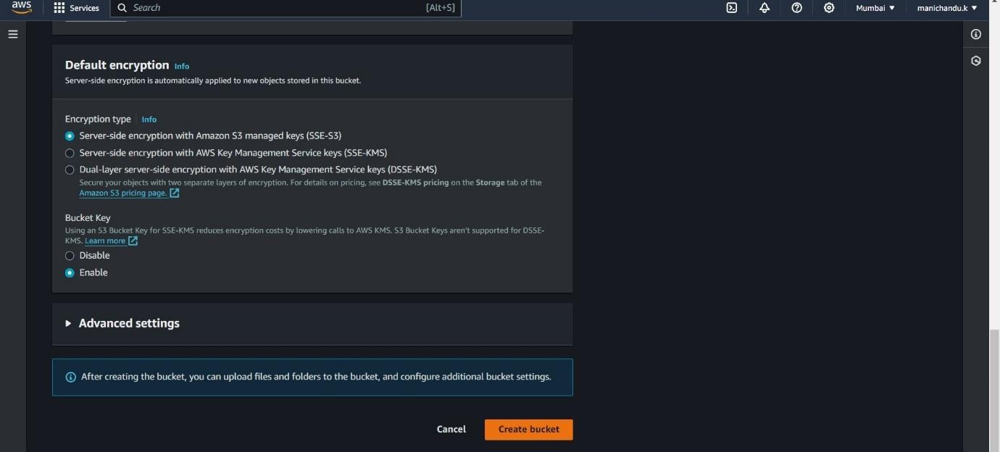 aws
Services
Search
[Alt+S]
Mumbai
manichandu.k
Default encryption Info
Server-side encryption is automatically applied to new objects stored in this bucket.
Encryption type Info
Server-side encryption with Amazon S3 managed keys (SSE-S3)
Server-side encryption with AWS Key Management Service keys (SSE-KMS)
Dual-layer server-side encryption with AWS Key Management Service keys (DSSE-KMS)
Secure your objects with two separate layers of encryption. For details on pricing, see DSSE-KMS pricing on the Storage tab of the
Amazon S3 pricing page.
Bucket Key
Using an S3 Bucket Key for SSE-KMS reduces encryption costs by lowering calls to AWS KMS. S3 Bucket Keys aren't supported for DSSE-
KMS. Learn more
Disable
Enable
Advanced settings
After creating the bucket, you can upload files and folders to the bucket, and configure additional bucket settings.
Cancel
Create bucket